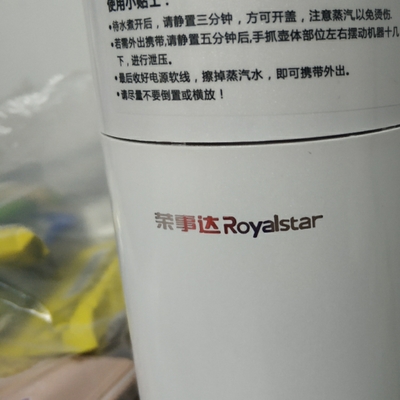 使用小贴士：
•待水煮开后，请静置三分钟，方可开盖，注意蒸汽以免烫伤.
•若需外出携带,请静置五分钟后,手抓壶体部位左右摆动机器十几
下，进行泄压。
•最后收好电源软线，擦掉蒸汽水，即可携带外出。
•请尽量不要倒置或横放！
荣事达Royalstar